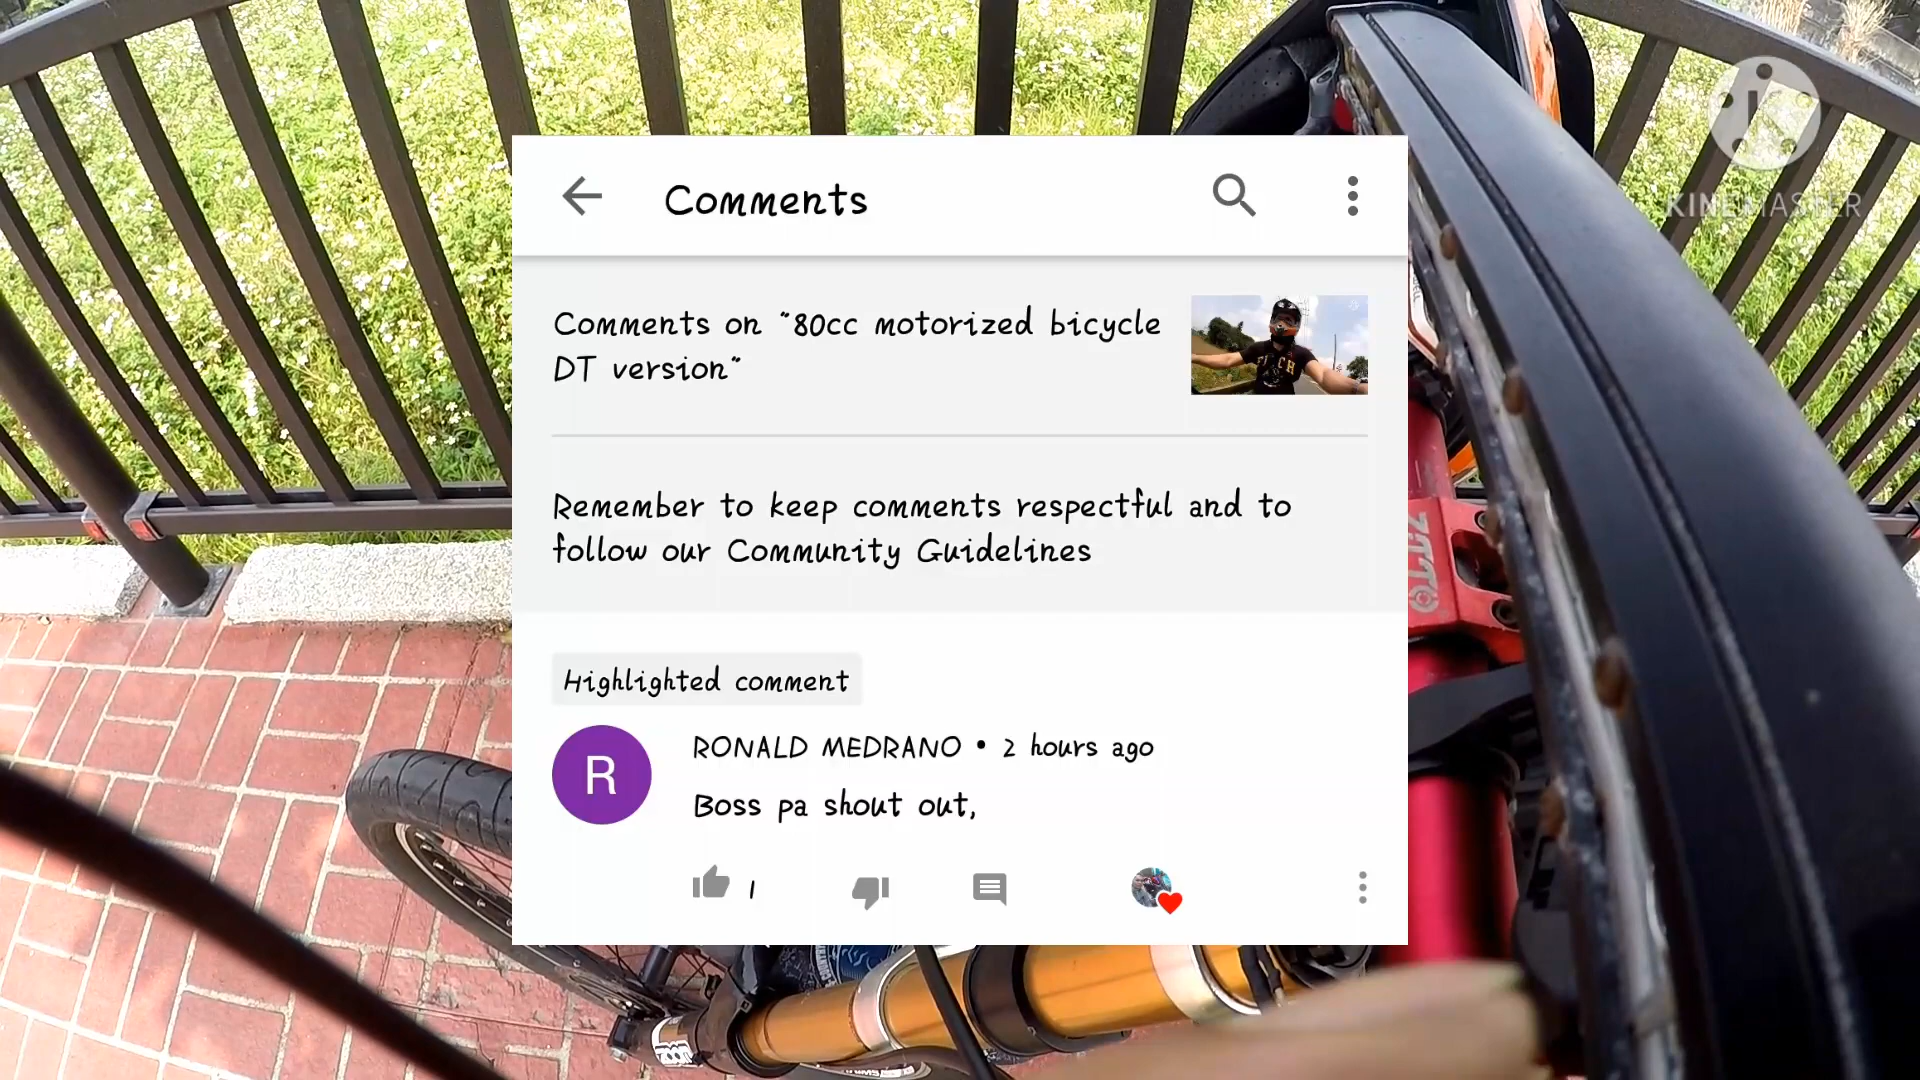 KINEMASTER
Comments
Comments on "80cc motorized bicycle
DT version"
Remember to keep comments respectful and to
follow our Community Guidelines
Highlighted comment
R
RONALD MEDRANO • 2 hours ago
Boss pa shout out,
1
ZTTO